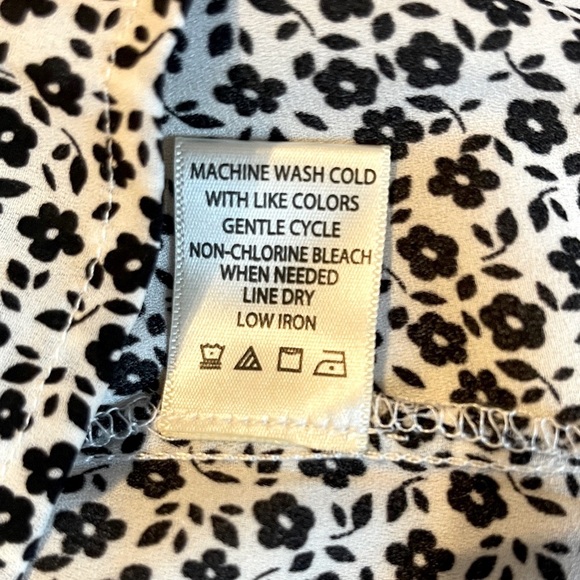 MACHINE WASH COLD
WITH LIKE COLORS
GENTLE CYCLE
NON-CHLORINE BLEACH
WHEN NEEDED
LINE DRY
LOW IRON